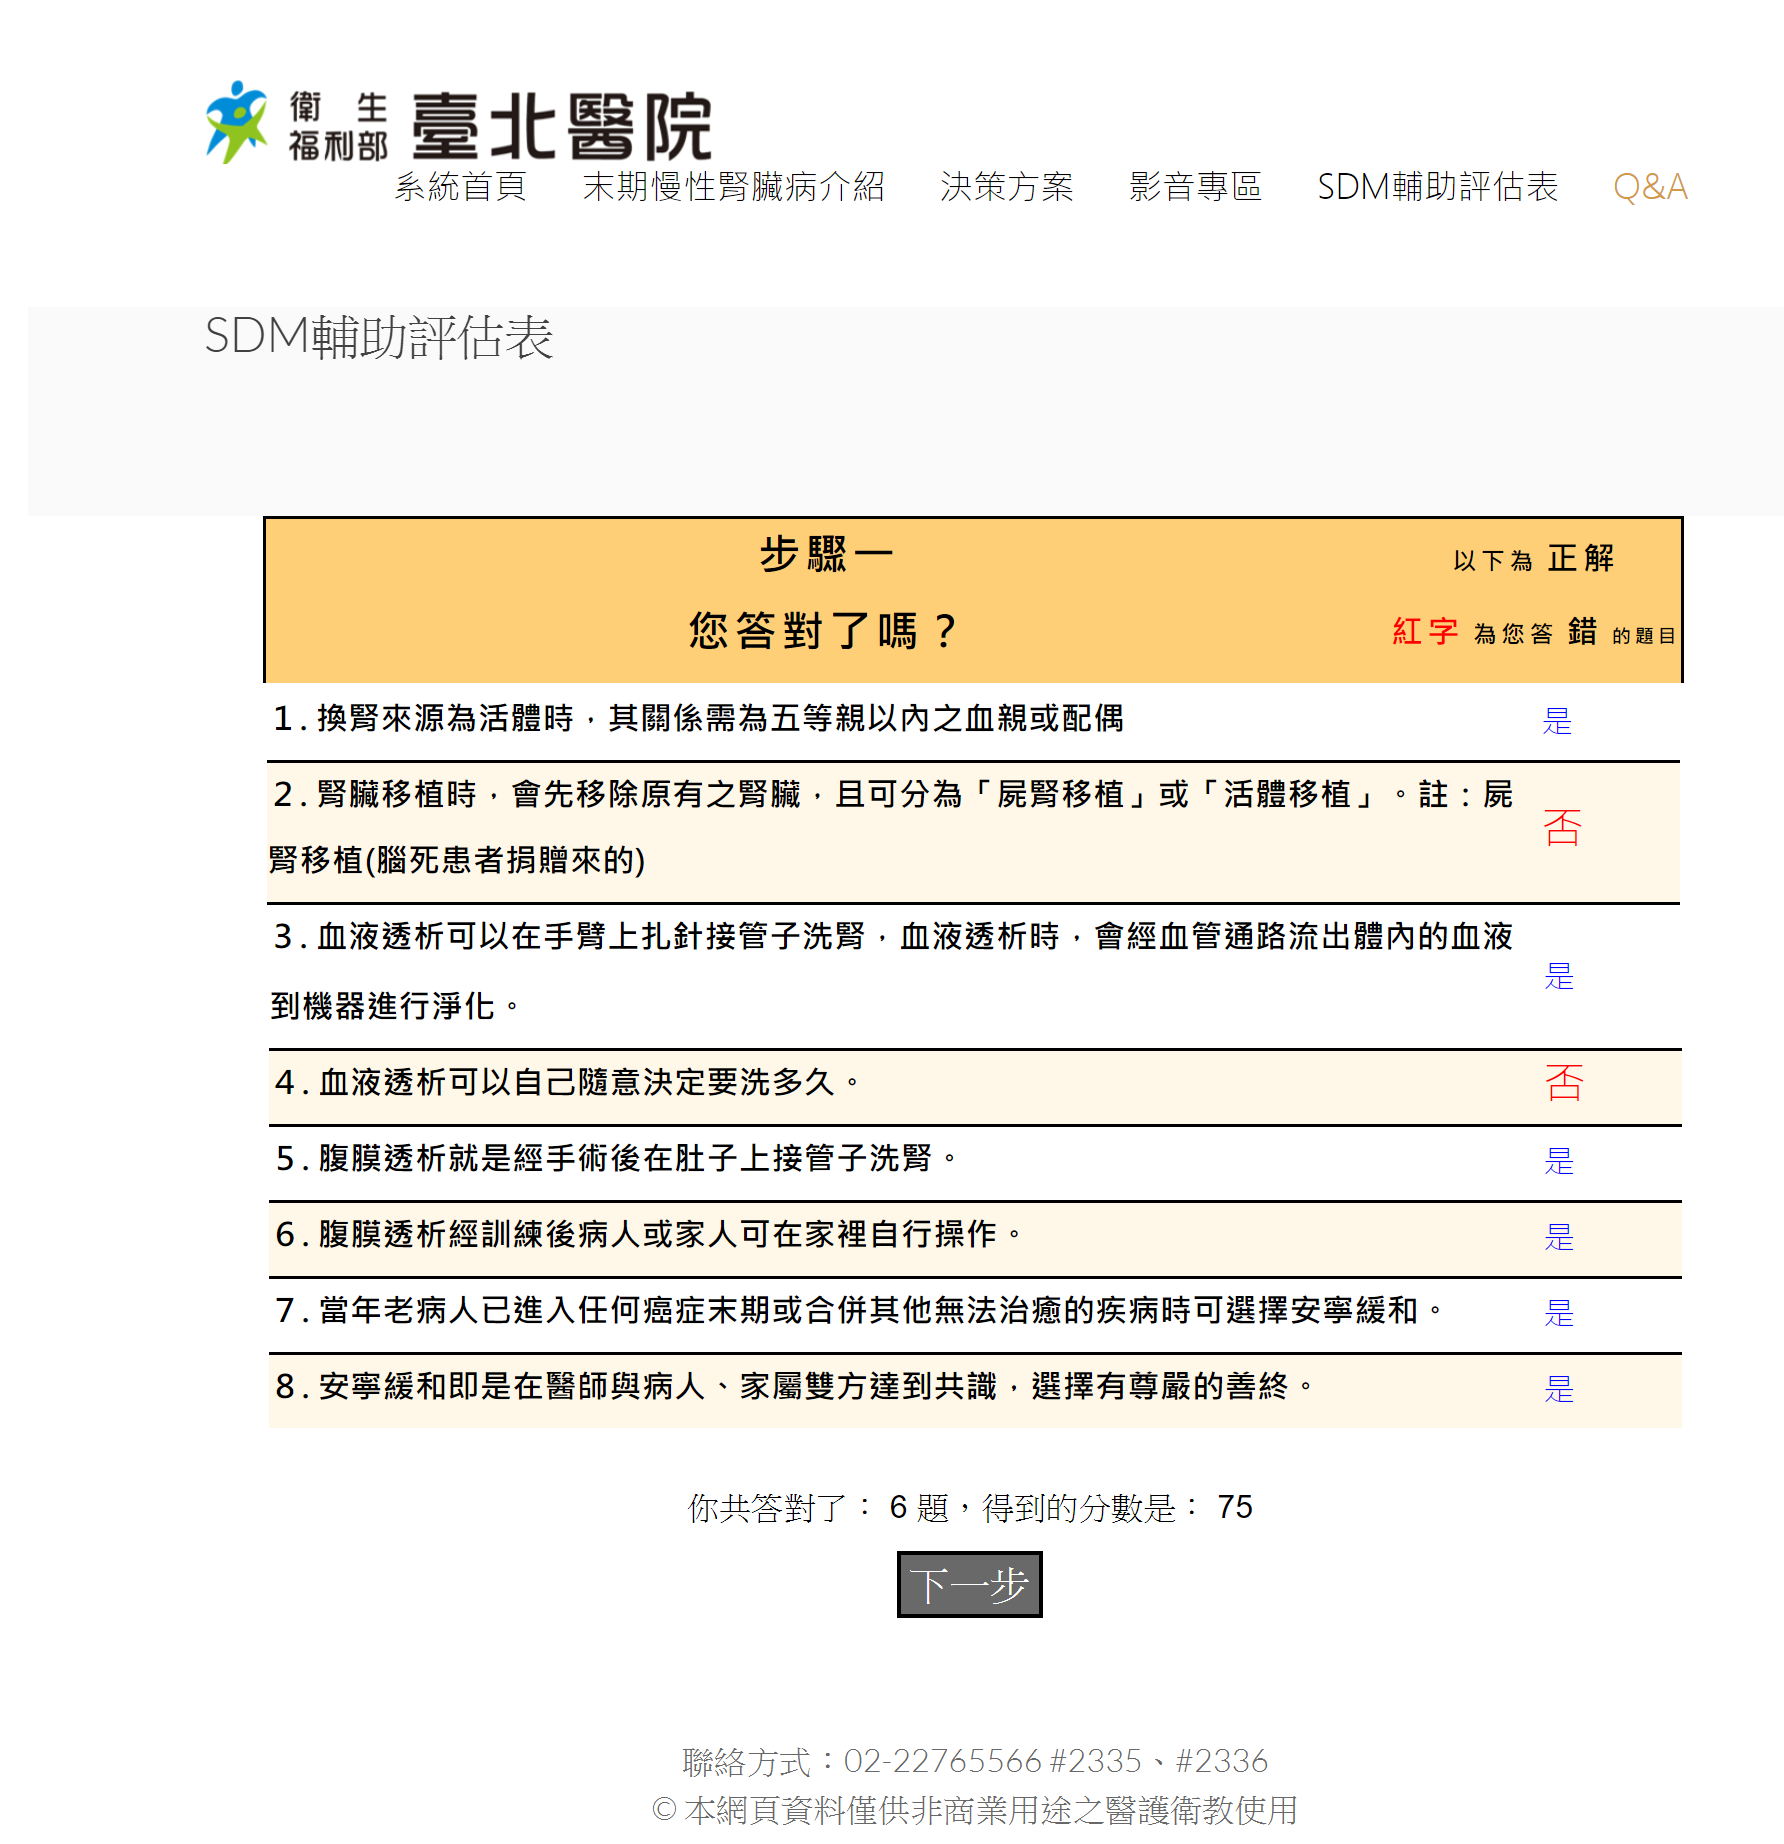 衛生福利部 臺北醫院
系統首頁 末期慢性腎臟病介紹 決策方案 影音專區 SDM輔助評估表 Q&A
SDM輔助評估表
步驟一
您答對了嗎？
以下為 正解
紅字 為您答 錯 的題目
1.換腎來源為活體時，其關係需為五等親以內之血親或配偶 是
2.腎臟移植時，會先移除原有之腎臟，且可分為「屍腎移植」或「活體移植」。註：屍
腎移植(腦死患者捐贈來的) 否
3.血液透析可以在手臂上扎針接管子洗腎，血液透析時，會經血管通路流出體內的血液
到機器進行淨化。 是
4.血液透析可以自己隨意決定要洗多久。 否
5.腹膜透析就是經手術後在肚子上接管子洗腎。 是
6.腹膜透析經訓練後病人或家人可在家裡自行操作。 是
7.當年老病人已進入任何癌症末期或合併其他無法治癒的疾病時可選擇安寧緩和。 是
8.安寧緩和即是在醫師與病人、家屬雙方達到共識，選擇有尊嚴的善終。 是
你共答對了： 6 題，得到的分數是： 75
下一步
聯絡方式：02-22765566 #2335、#2336
© 本網頁資料僅供非商業用途之醫護衛教使用